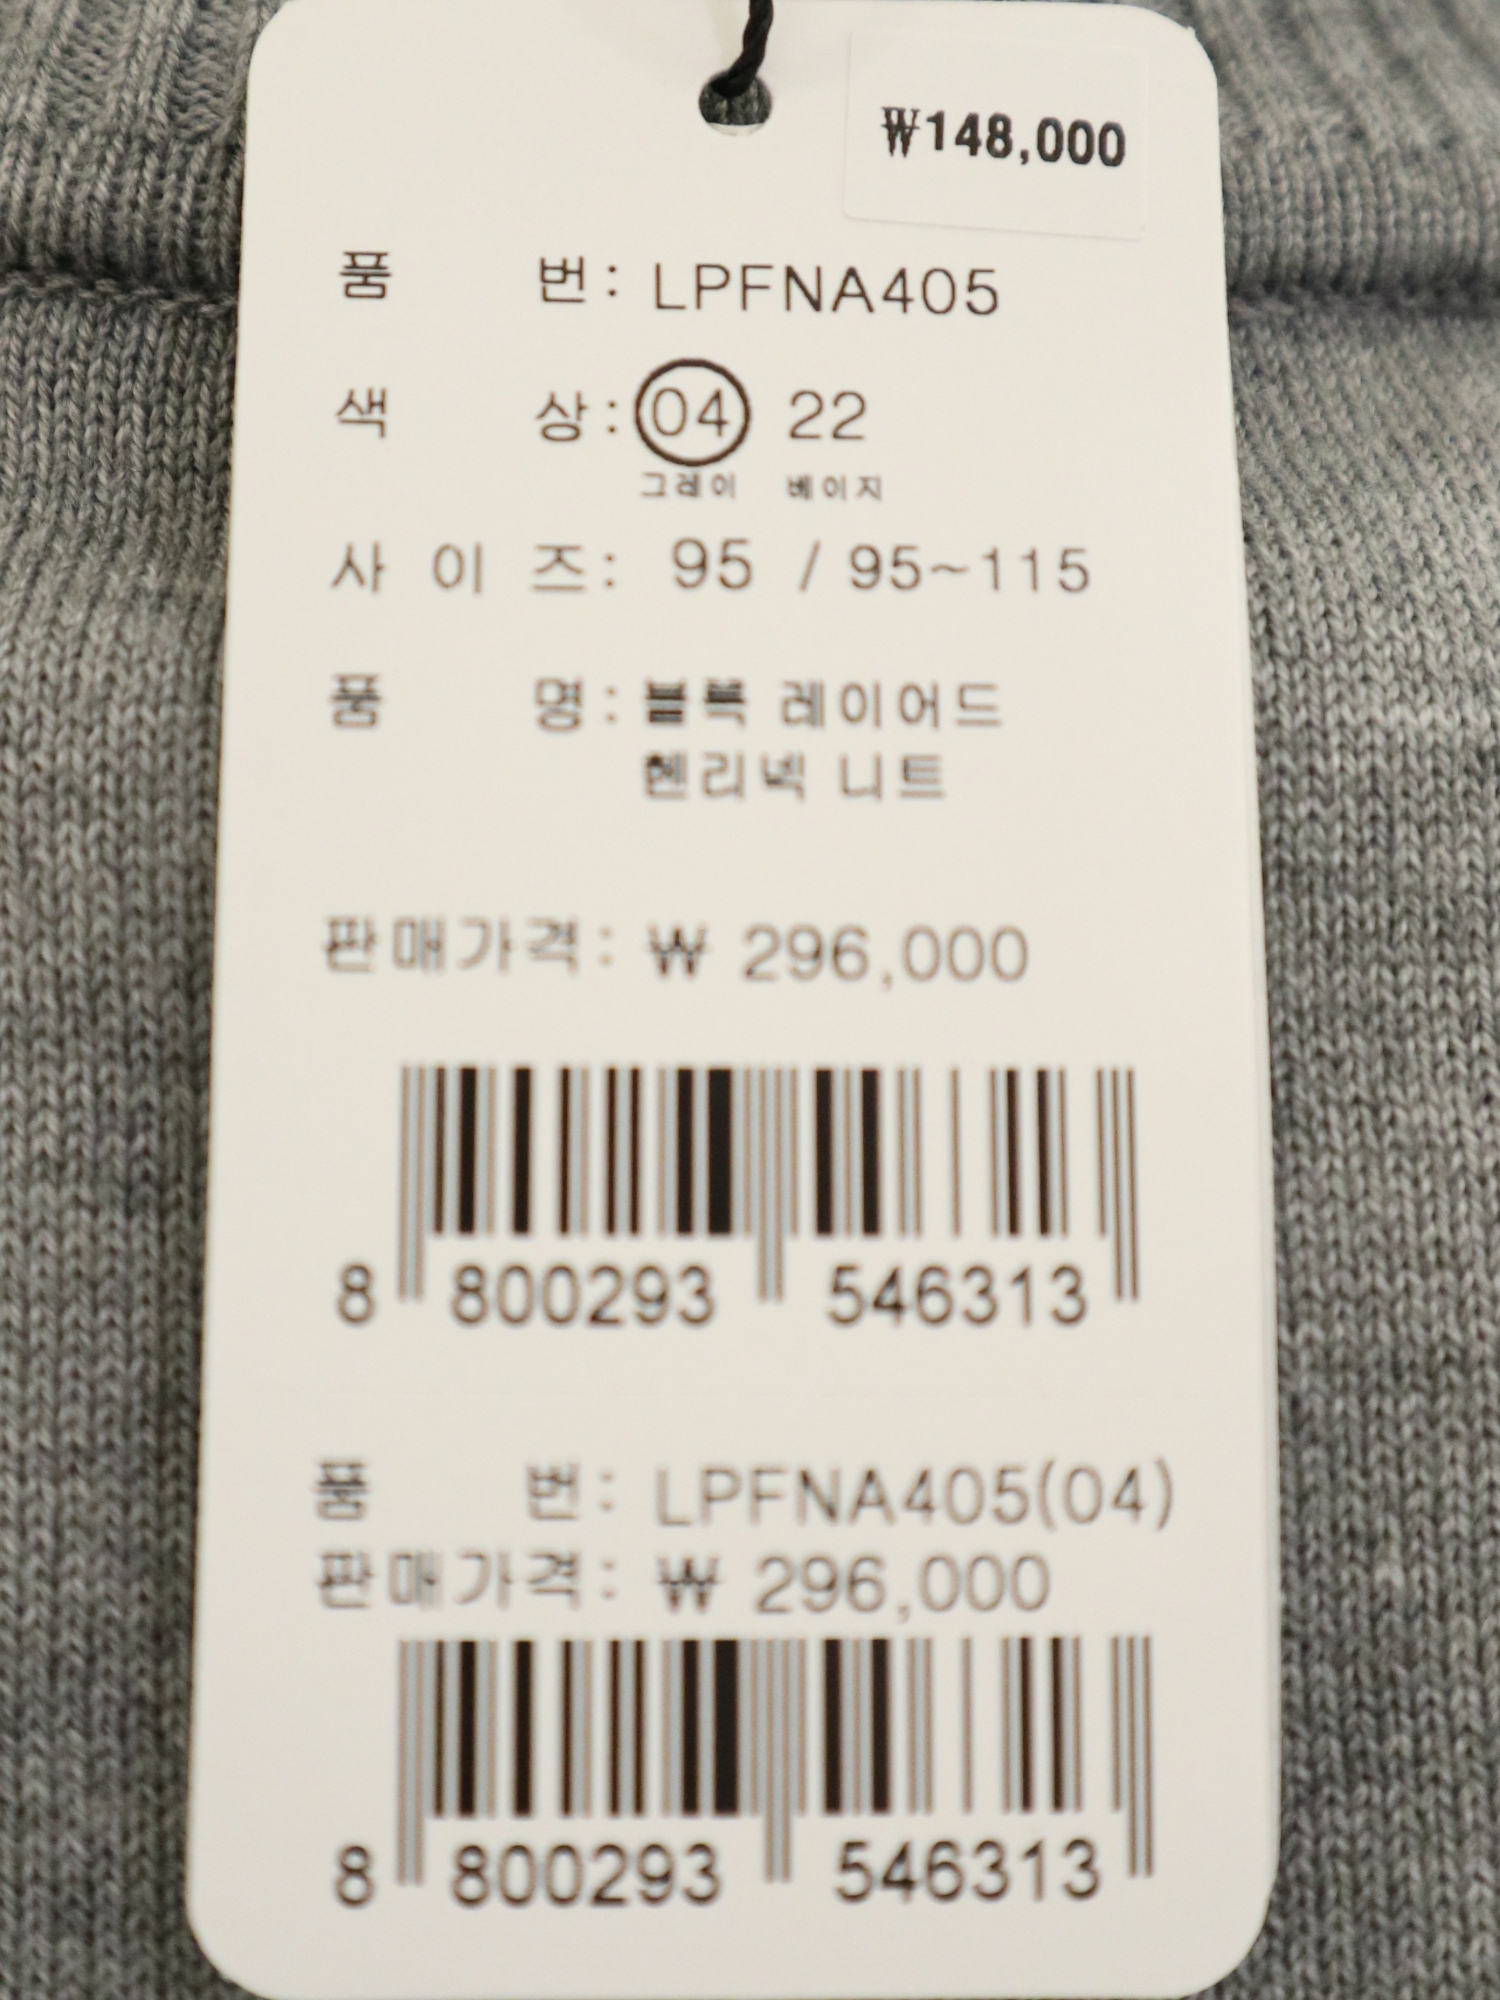 ₩148,000
품 번: LPFNA405
색 상: 04 22
그레이 베이지
사 이 즈: 95 / 95~115
품 명: 블록 레이어드
헨리넥 니트
판매가격: ₩ 296,000
8 800293 546313
품 번: LPFNA405(04)
판매가격: ₩ 296,000
8 800293 546313